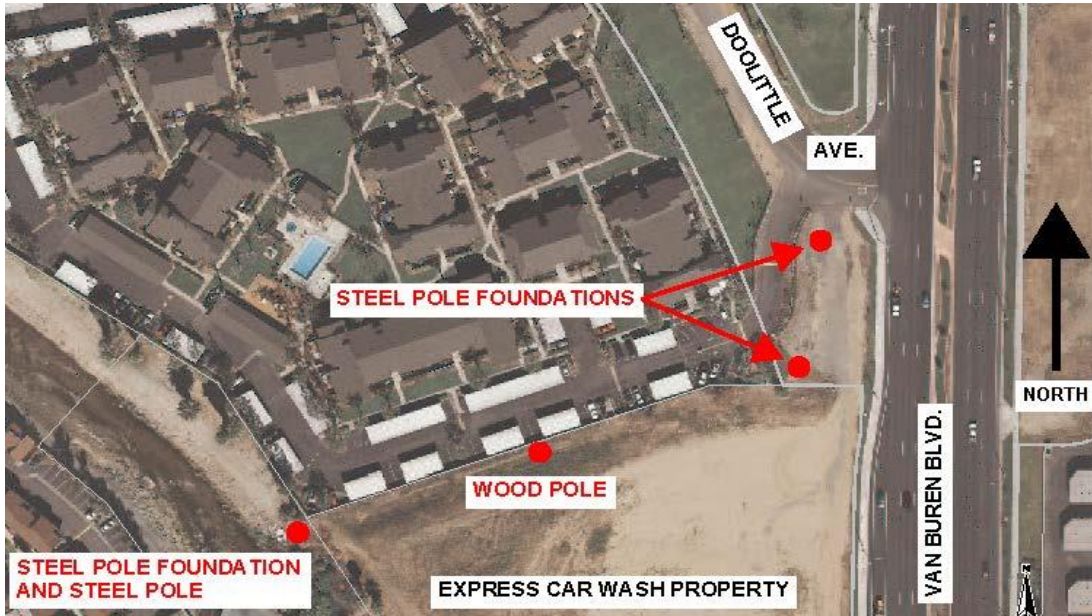 DOOLITTLE
AVE.
STEEL POLE FOUNDATIONS
NORTH
VAN BUREN BLVD.
WOOD POLE
STEEL POLE FOUNDATION
AND STEEL POLE
EXPRESS CAR WASH PROPERTY
N